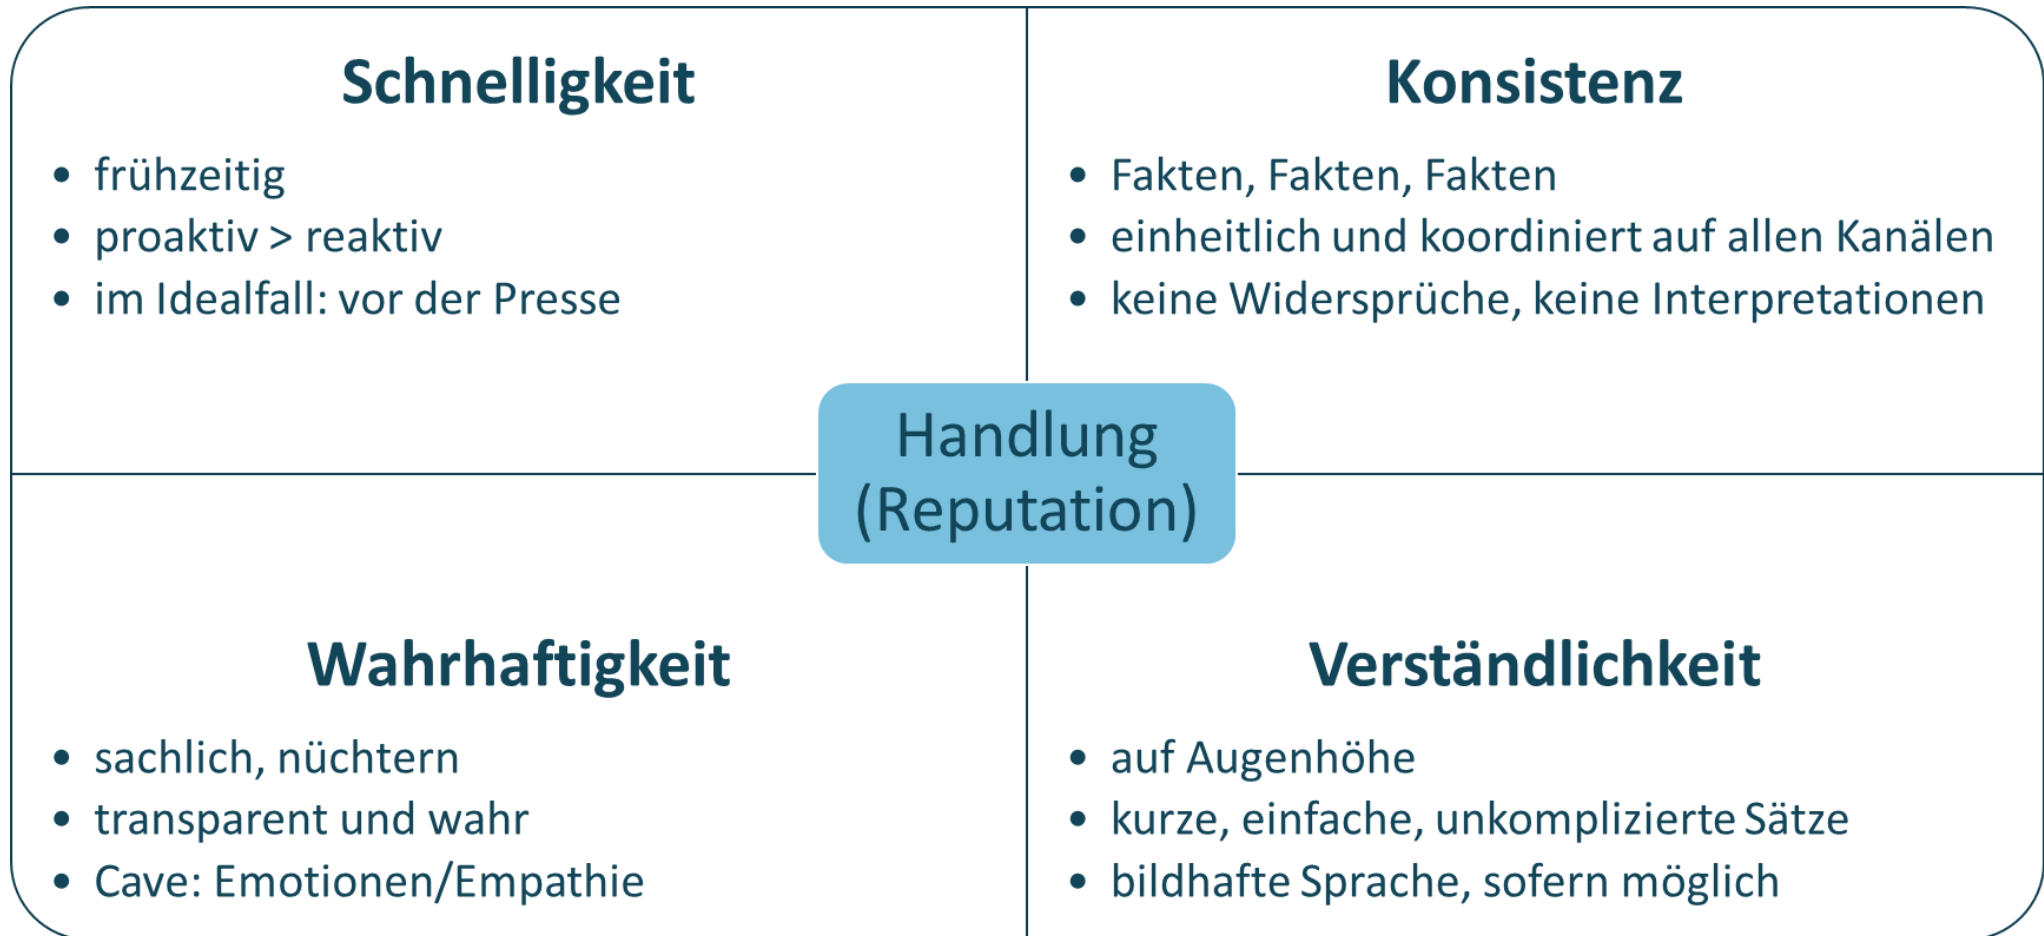 Schnelligkeit
• frühzeitig
• proaktiv > reaktiv
• im Idealfall: vor der Presse
Konsistenz
• Fakten, Fakten, Fakten
• einheitlich und koordiniert auf allen Kanälen
• keine Widersprüche, keine Interpretationen
Handlung
(Reputation)
Wahrhaftigkeit
• sachlich, nüchtern
• transparent und wahr
• Cave: Emotionen/Empathie
Verständlichkeit
• auf Augenhöhe
• kurze, einfache, unkomplizierte Sätze
• bildhafte Sprache, sofern möglich